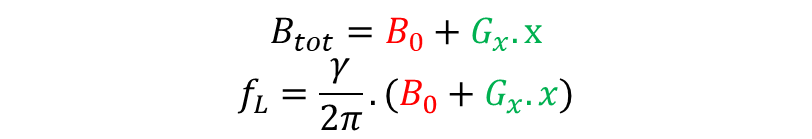 B_tot = B_0 + G_x.x
f_L = γ/2π.(B_0 + G_x.x)